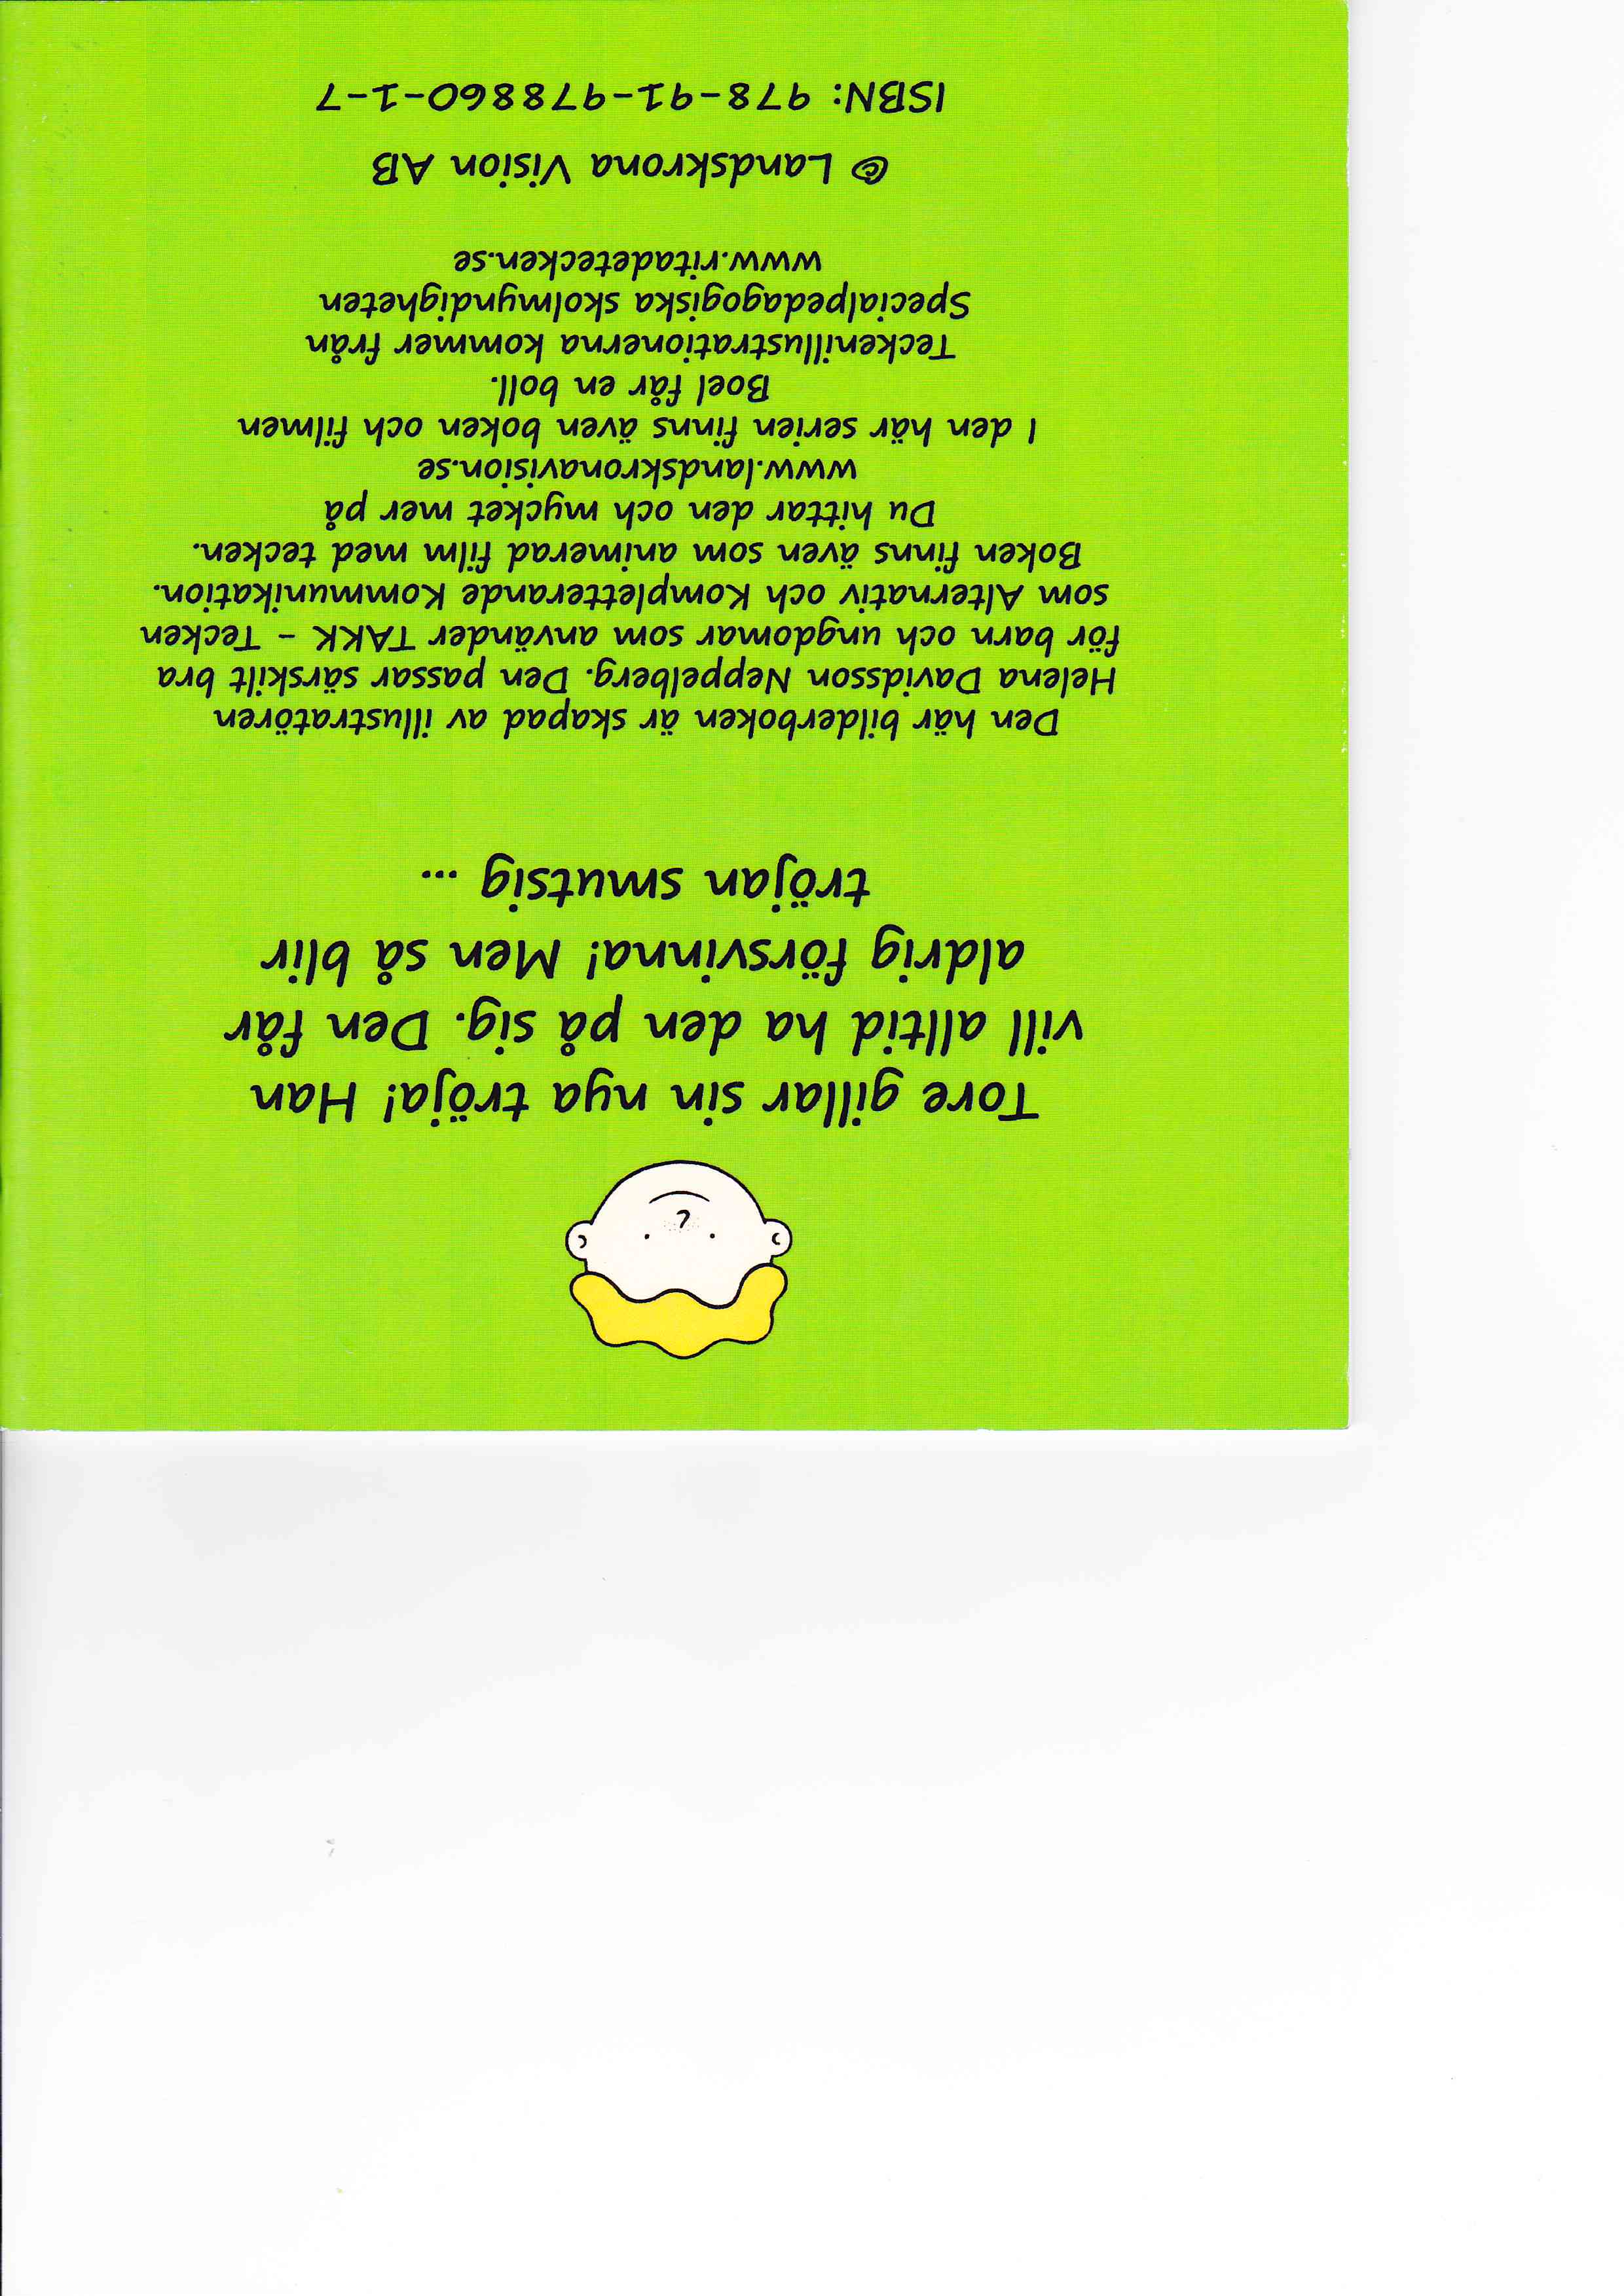 Tore gillar sin nya tröja! Han
vill alltid ha den på sig. Den får
aldrig försvinna! Men så blir
tröjan smutsig ...
Den här bilderboken är skapad av illustratören
Helena Davidsson Neppelberg. Den passar särskilt bra
för barn och ungdomar som använder TAKK - Tecken
som Alternativ och Kompletterande Kommunikation.
Boken finns även som animerad film med tecken.
Du hittar den och mycket mer på
www.landskronavision.se
I den här serien finns även boken och filmen
Boel får en boll.
Teckenillustrationerna kommer från
Specialpedagogiska skolmyndigheten
www.ritadetecken.se
© Landskrona Vision AB
ISBN: 978-91-978860-1-7